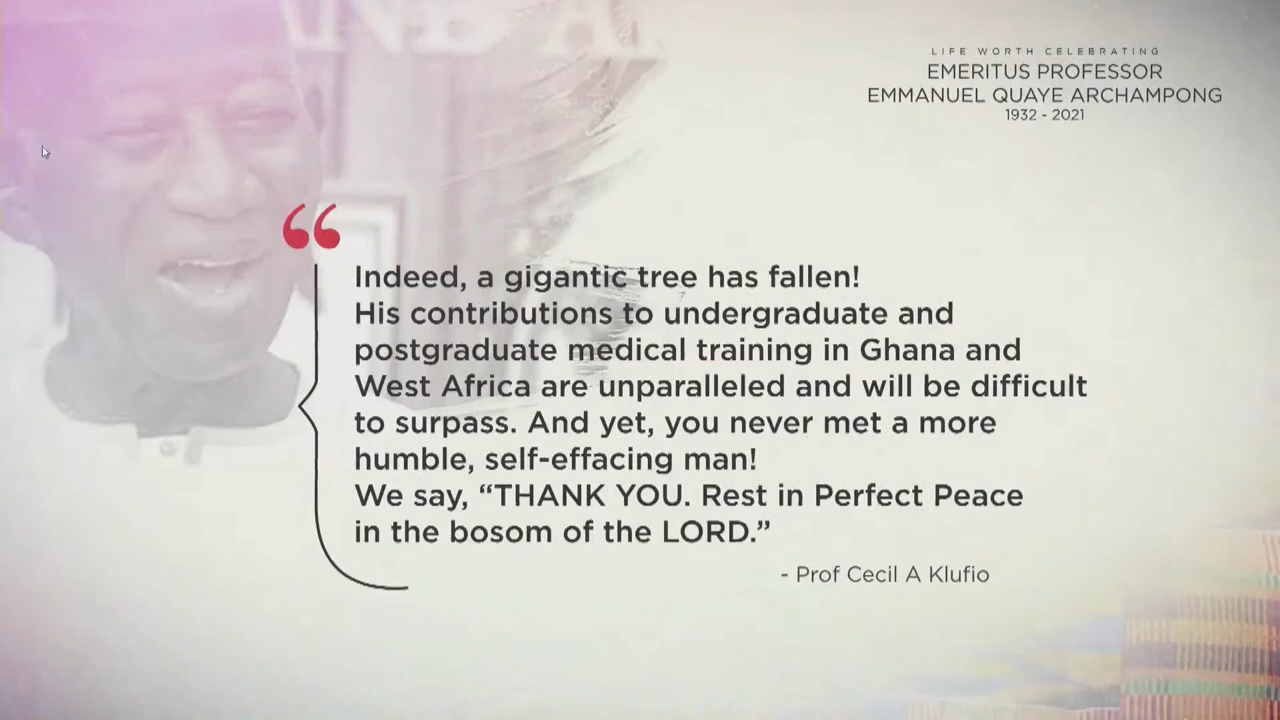 LIFE WORTH CELEBRATING
EMERITUS PROFESSOR
EMMANUEL QUAYE ARCHAMPONG
1932 - 2021
“
Indeed, a gigantic tree has fallen!
His contributions to undergraduate and
postgraduate medical training in Ghana and
West Africa are unparalleled and will be difficult
to surpass. And yet, you never met a more
humble, self-effacing man!
We say, “THANK YOU. Rest in Perfect Peace
in the bosom of the LORD.”
- Prof Cecil A Klufio